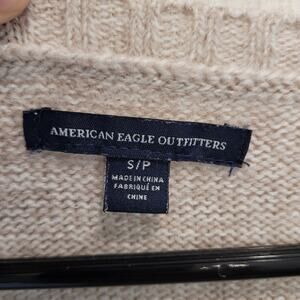 AMERICAN EAGLE OUTFITTERS
S/P
MADE IN CHINA
FABRIQUÉ EN
CHINE